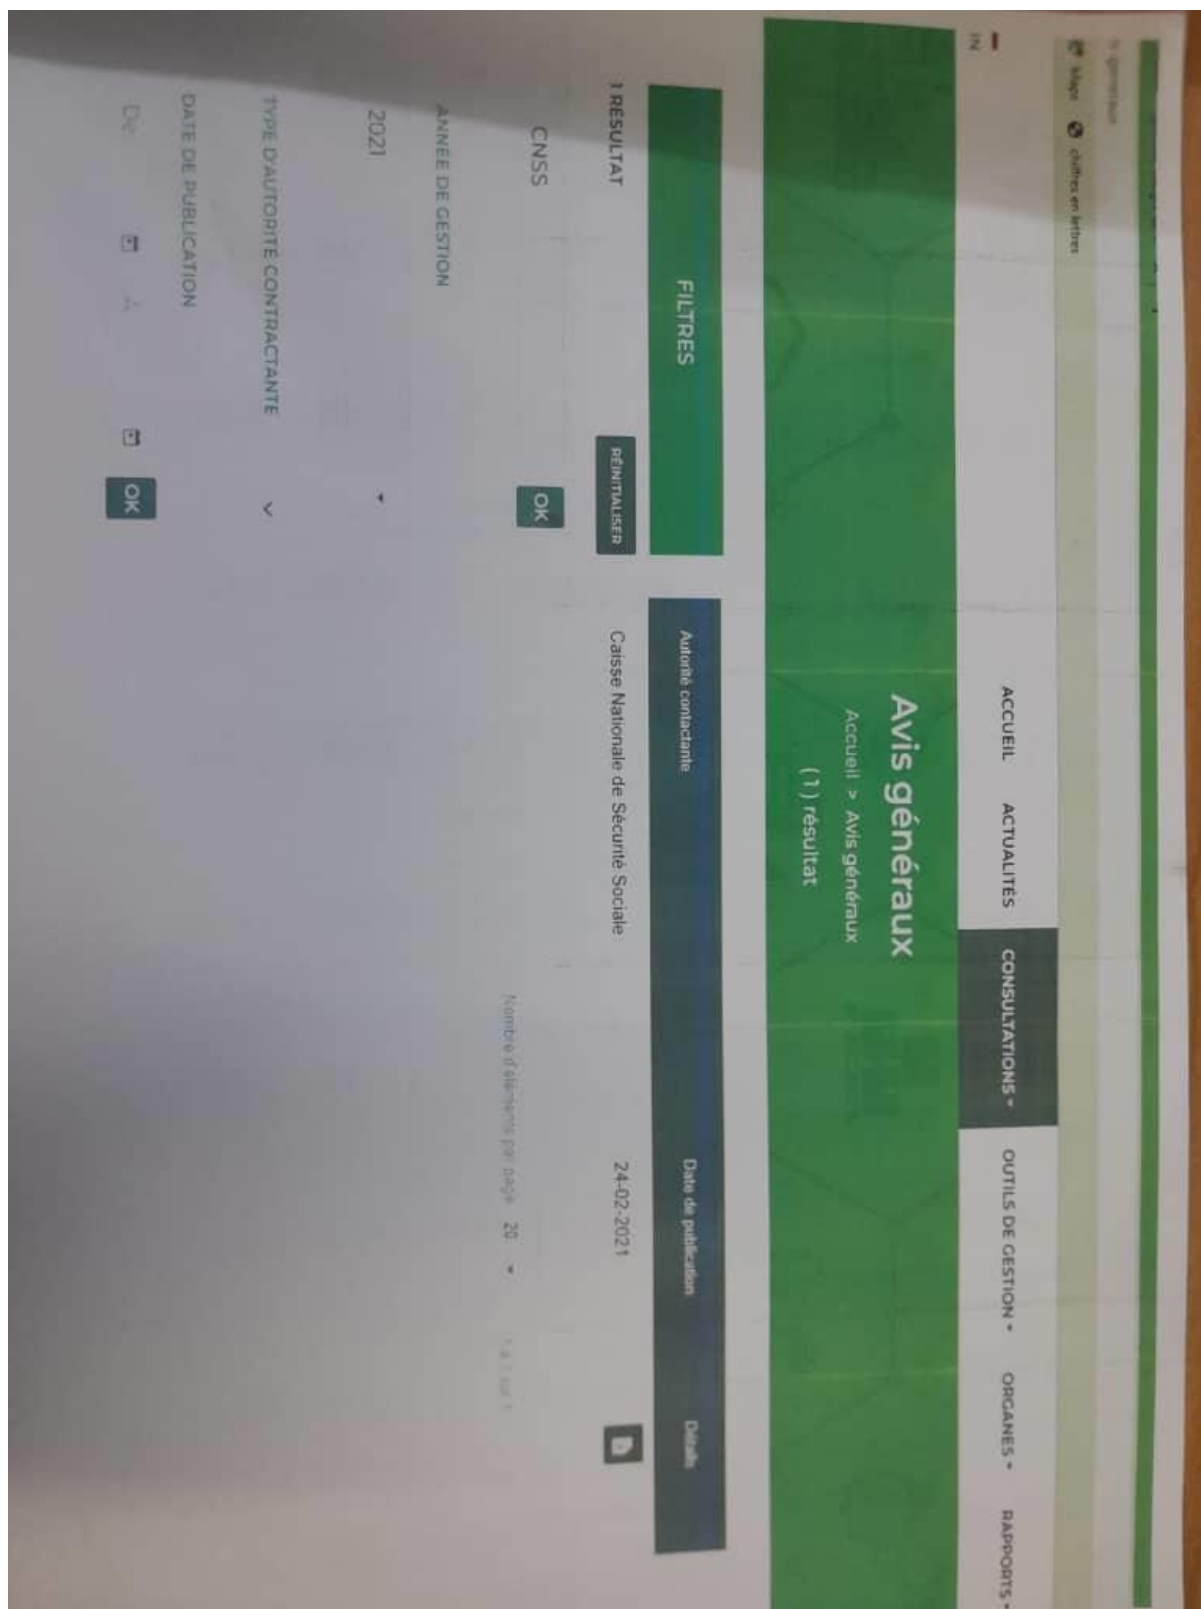 Maps chiffres en lettres
IN
ACCUEIL ACTUALITÉS CONSULTATIONS OUTILS DE GESTION ORGANES RAPPORTS
Avis généraux
Accueil > Avis généraux
(1) résultat
FILTRES
1 RESULTAT RÉINITIALISER
CNSS OK
ANNÉE DE GESTION
2021
TYPE D'AUTORITÉ CONTRACTANTE
DATE DE PUBLICATION
De OK
Autorité contactante Date de publication Détails
Caisse Nationale de Sécurité Sociale 24-02-2021
Nombre d'éléments par page 20